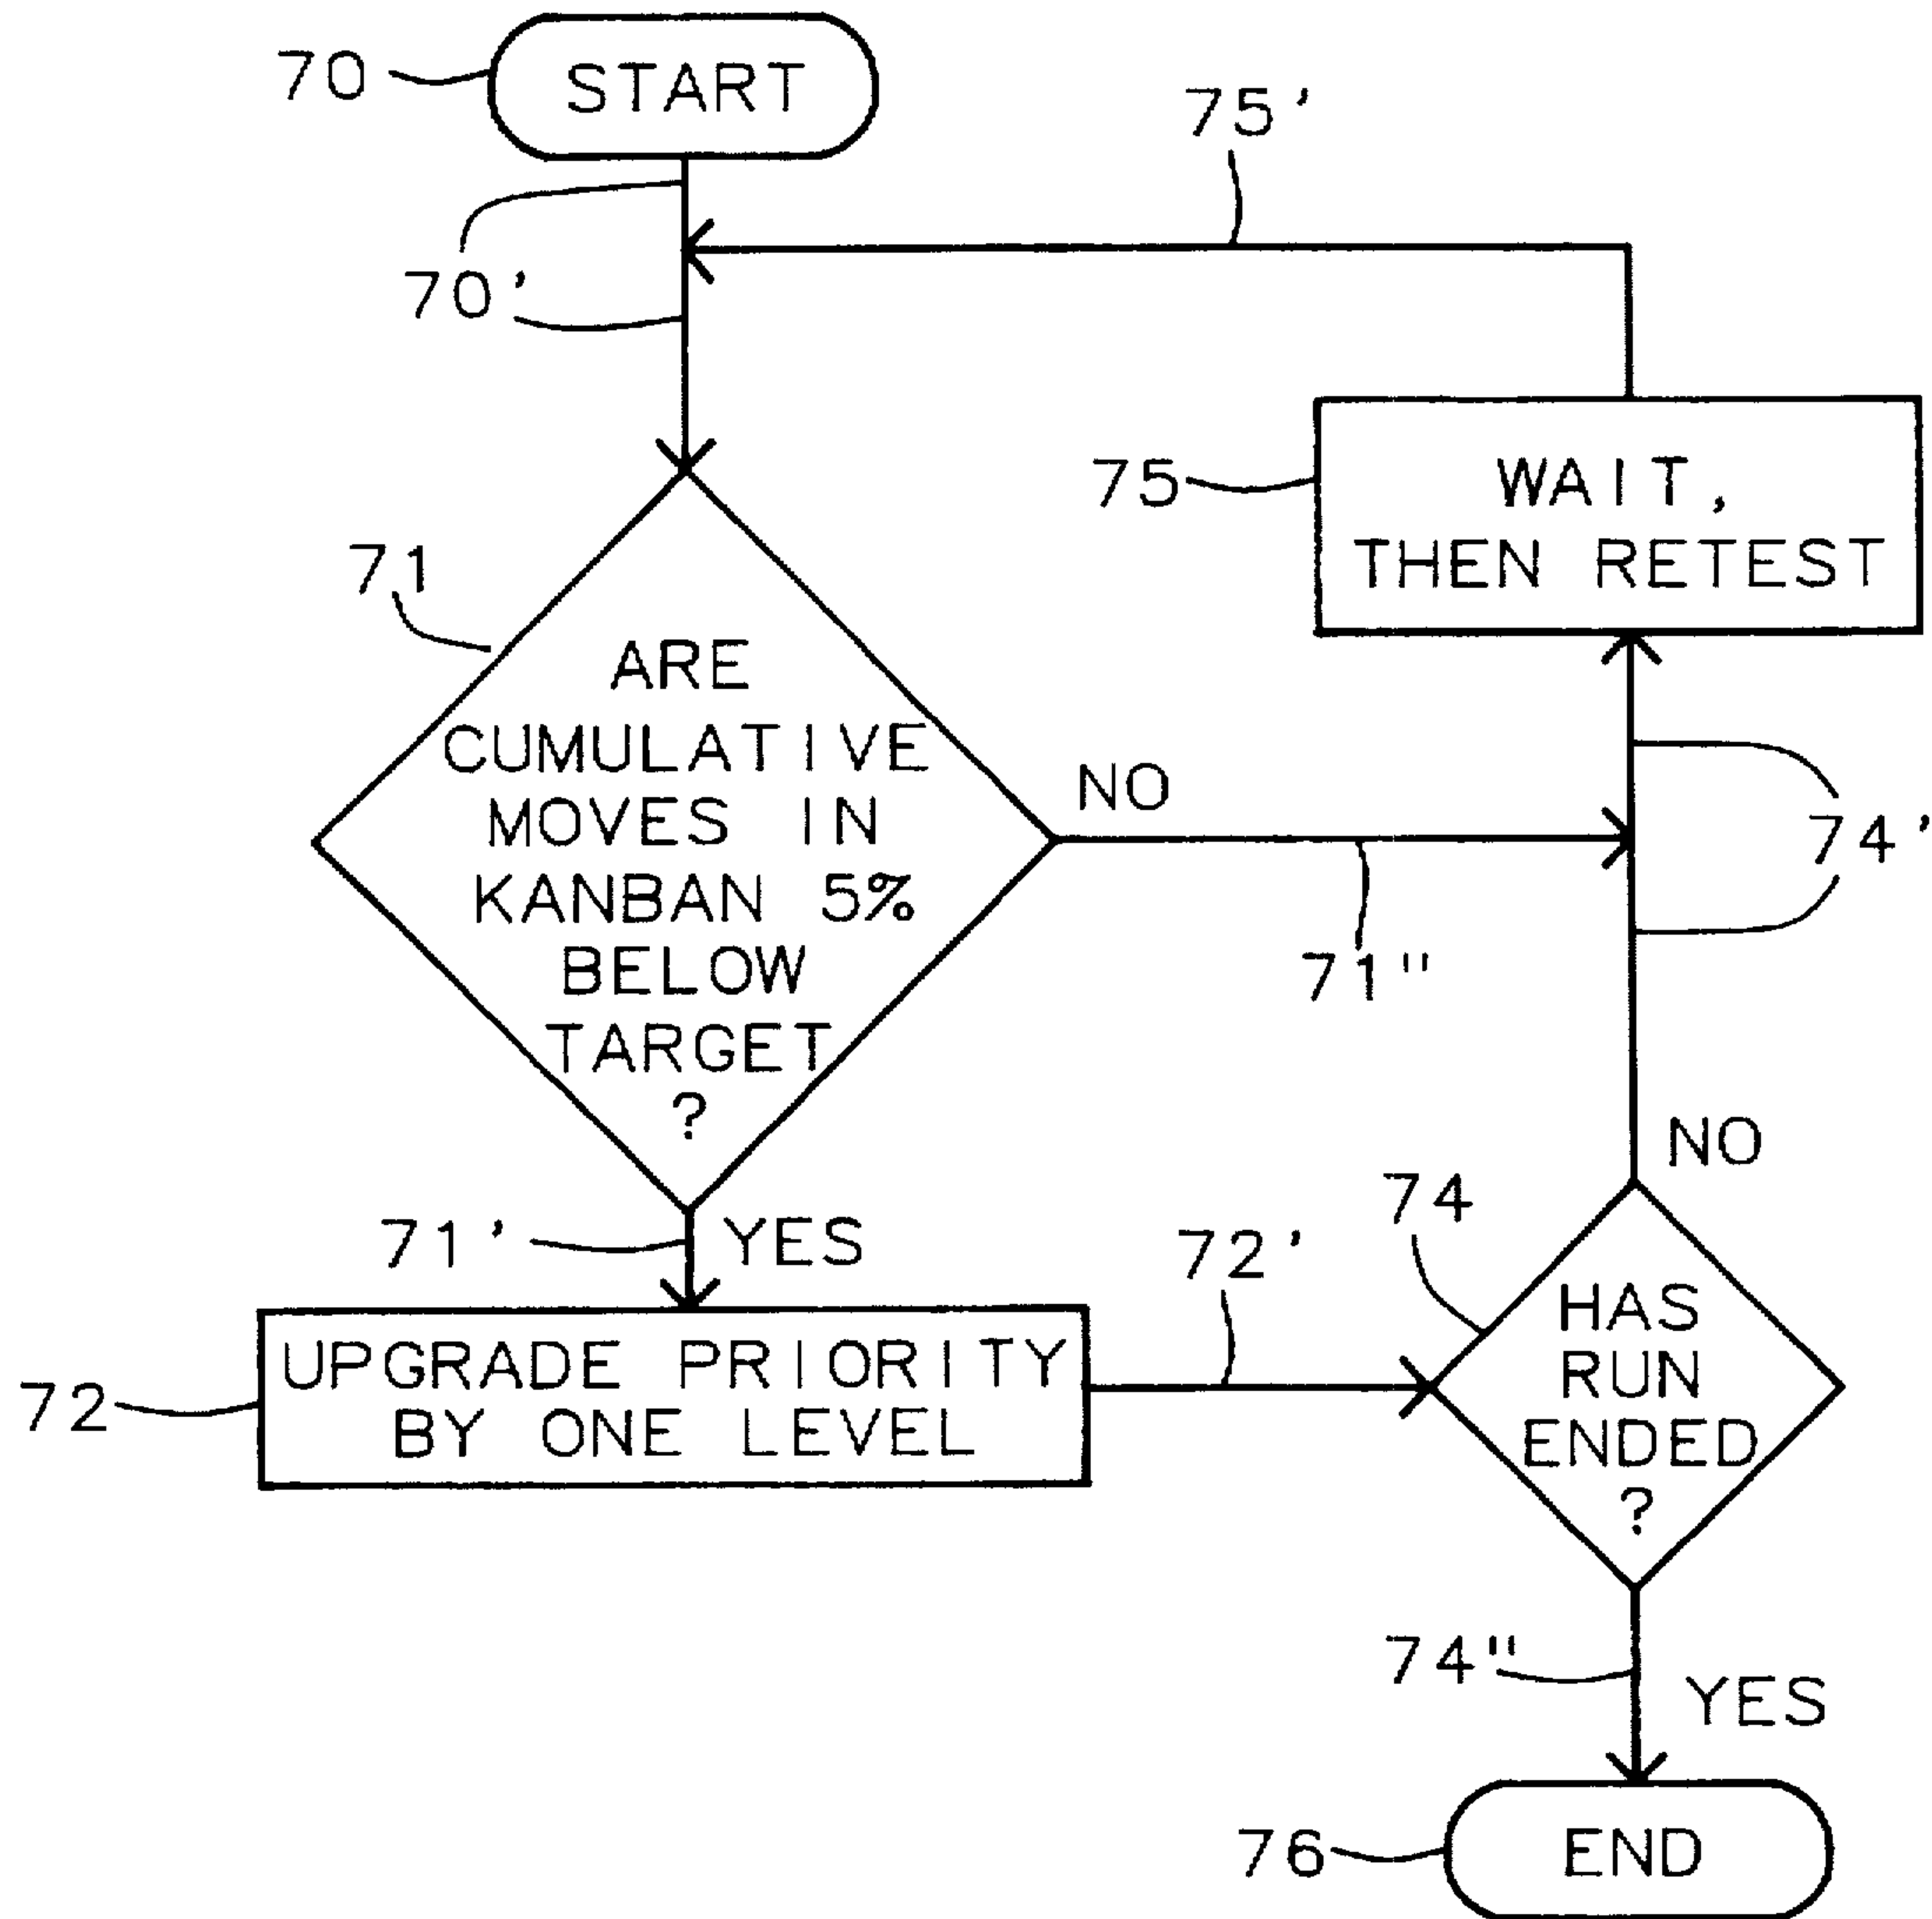 70
START
75'
70'
75
WAIT,
THEN RETEST
71
ARE
CUMULATIVE
MOVES IN
KANBAN 5%
BELOW
TARGET
?
NO
71"
74'
71'
YES
72
UPGRADE PRIORITY
BY ONE LEVEL
72'
74
NO
HAS
RUN
ENDED
?
74"
YES
76
END